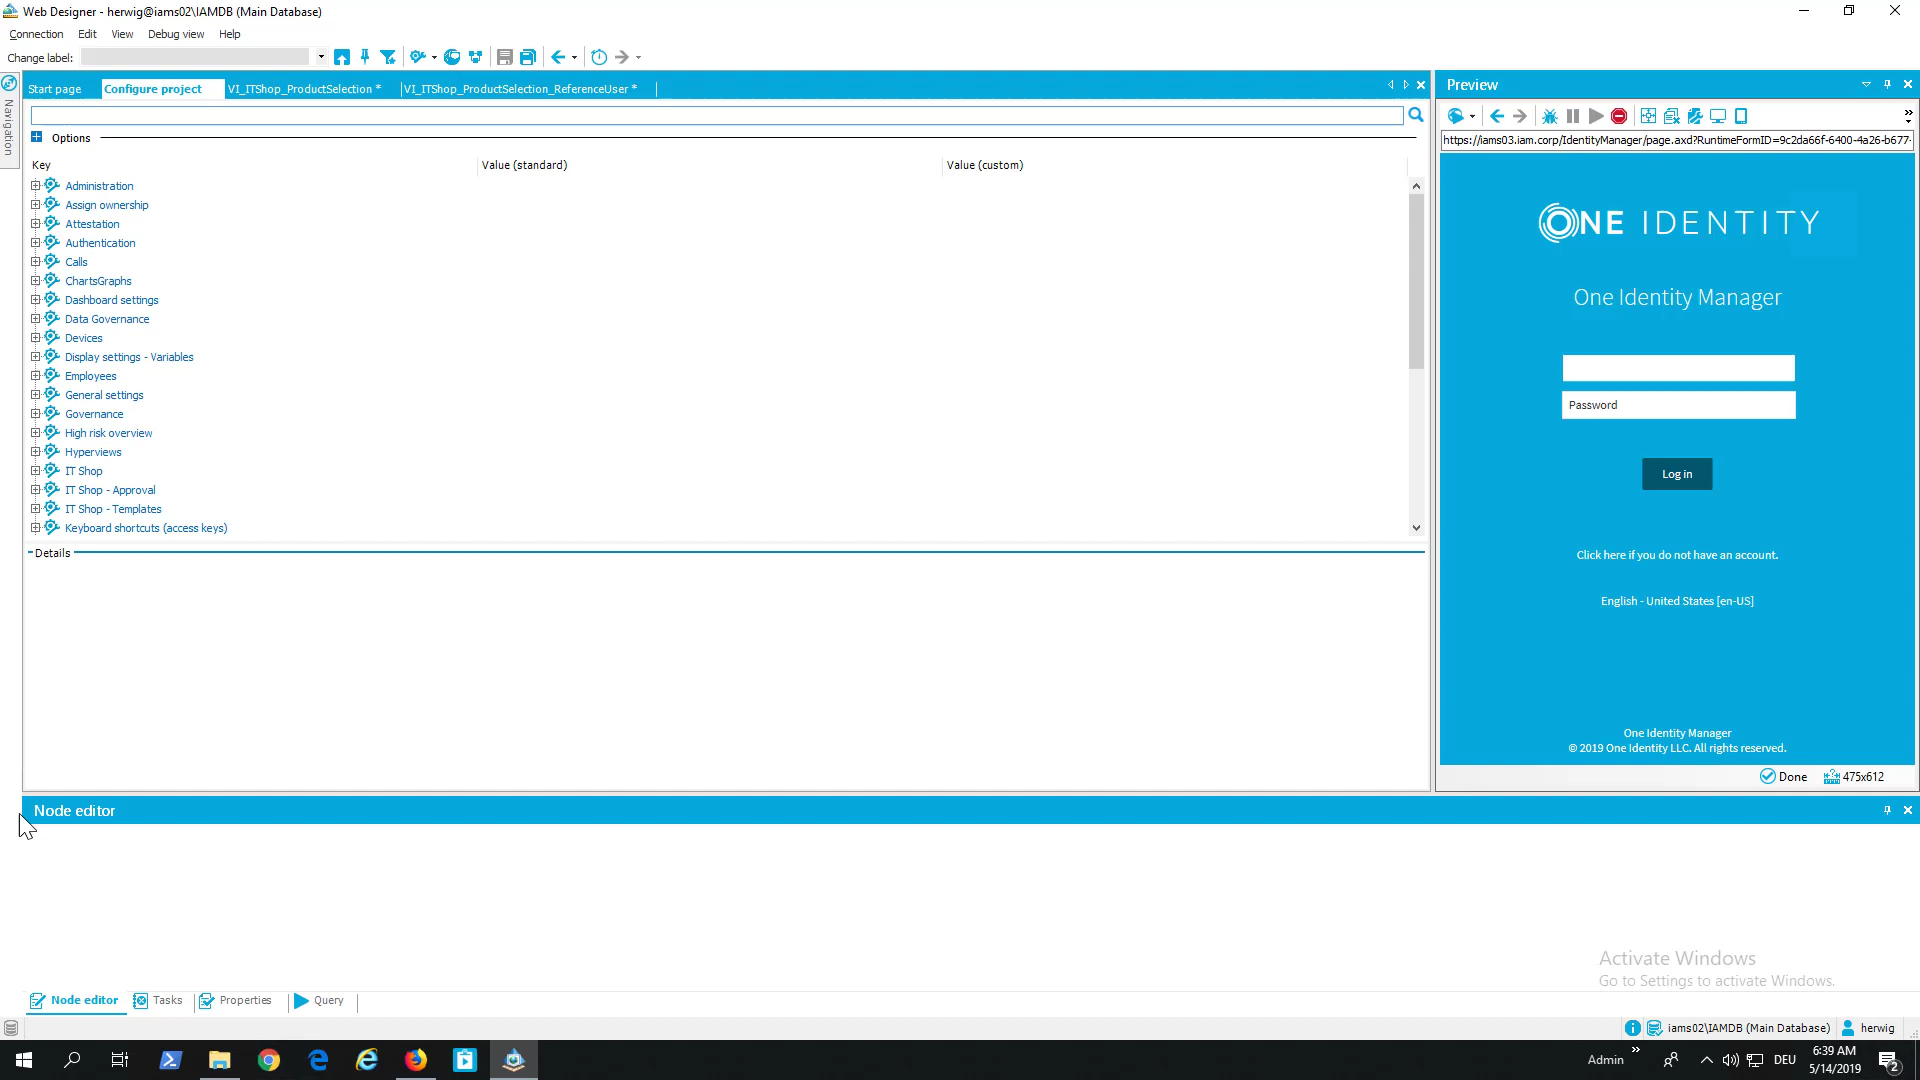 Web Designer - herwig@iams02\IAMDB (Main Database)
Connection Edit View Debug view Help
Change label:
Navigation
Start page Configure project VI_ITShop_ProductSelection * VI_ITShop_ProductSelection_ReferenceUser *
Options
Key Value (standard) Value (custom)
Administration
Assign ownership
Attestation
Authentication
Calls
ChartsGraphs
Dashboard settings
Data Governance
Devices
Display settings - Variables
Employees
General settings
Governance
High risk overview
Hyperviews
IT Shop
IT Shop - Approval
IT Shop - Templates
Keyboard shortcuts (access keys)
Details
Preview
https://iams03.iam.corp/IdentityManager/page.axd?RuntimeFormID=9c2da66f-6400-4a26-b677-
ONE IDENTITY
One Identity Manager
Password
Log in
Click here if you do not have an account.
English - United States [en-US]
One Identity Manager
© 2019 One Identity LLC. All rights reserved.
Done 475x612
Node editor
Activate Windows
Go to Settings to activate Windows.
Node editor Tasks Properties Query
iams02\IAMDB (Main Database) herwig
Admin DEU 6:39 AM
5/14/2019
2